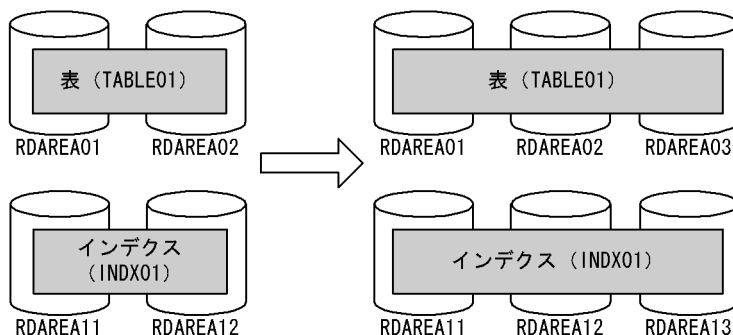 表（TABLE01）
RDAREA01 RDAREA02
表（TABLE01）
RDAREA01 RDAREA02 RDAREA03
インデクス
（INDX01）
RDAREA11 RDAREA12
インデクス（INDX01）
RDAREA11 RDAREA12 RDAREA13